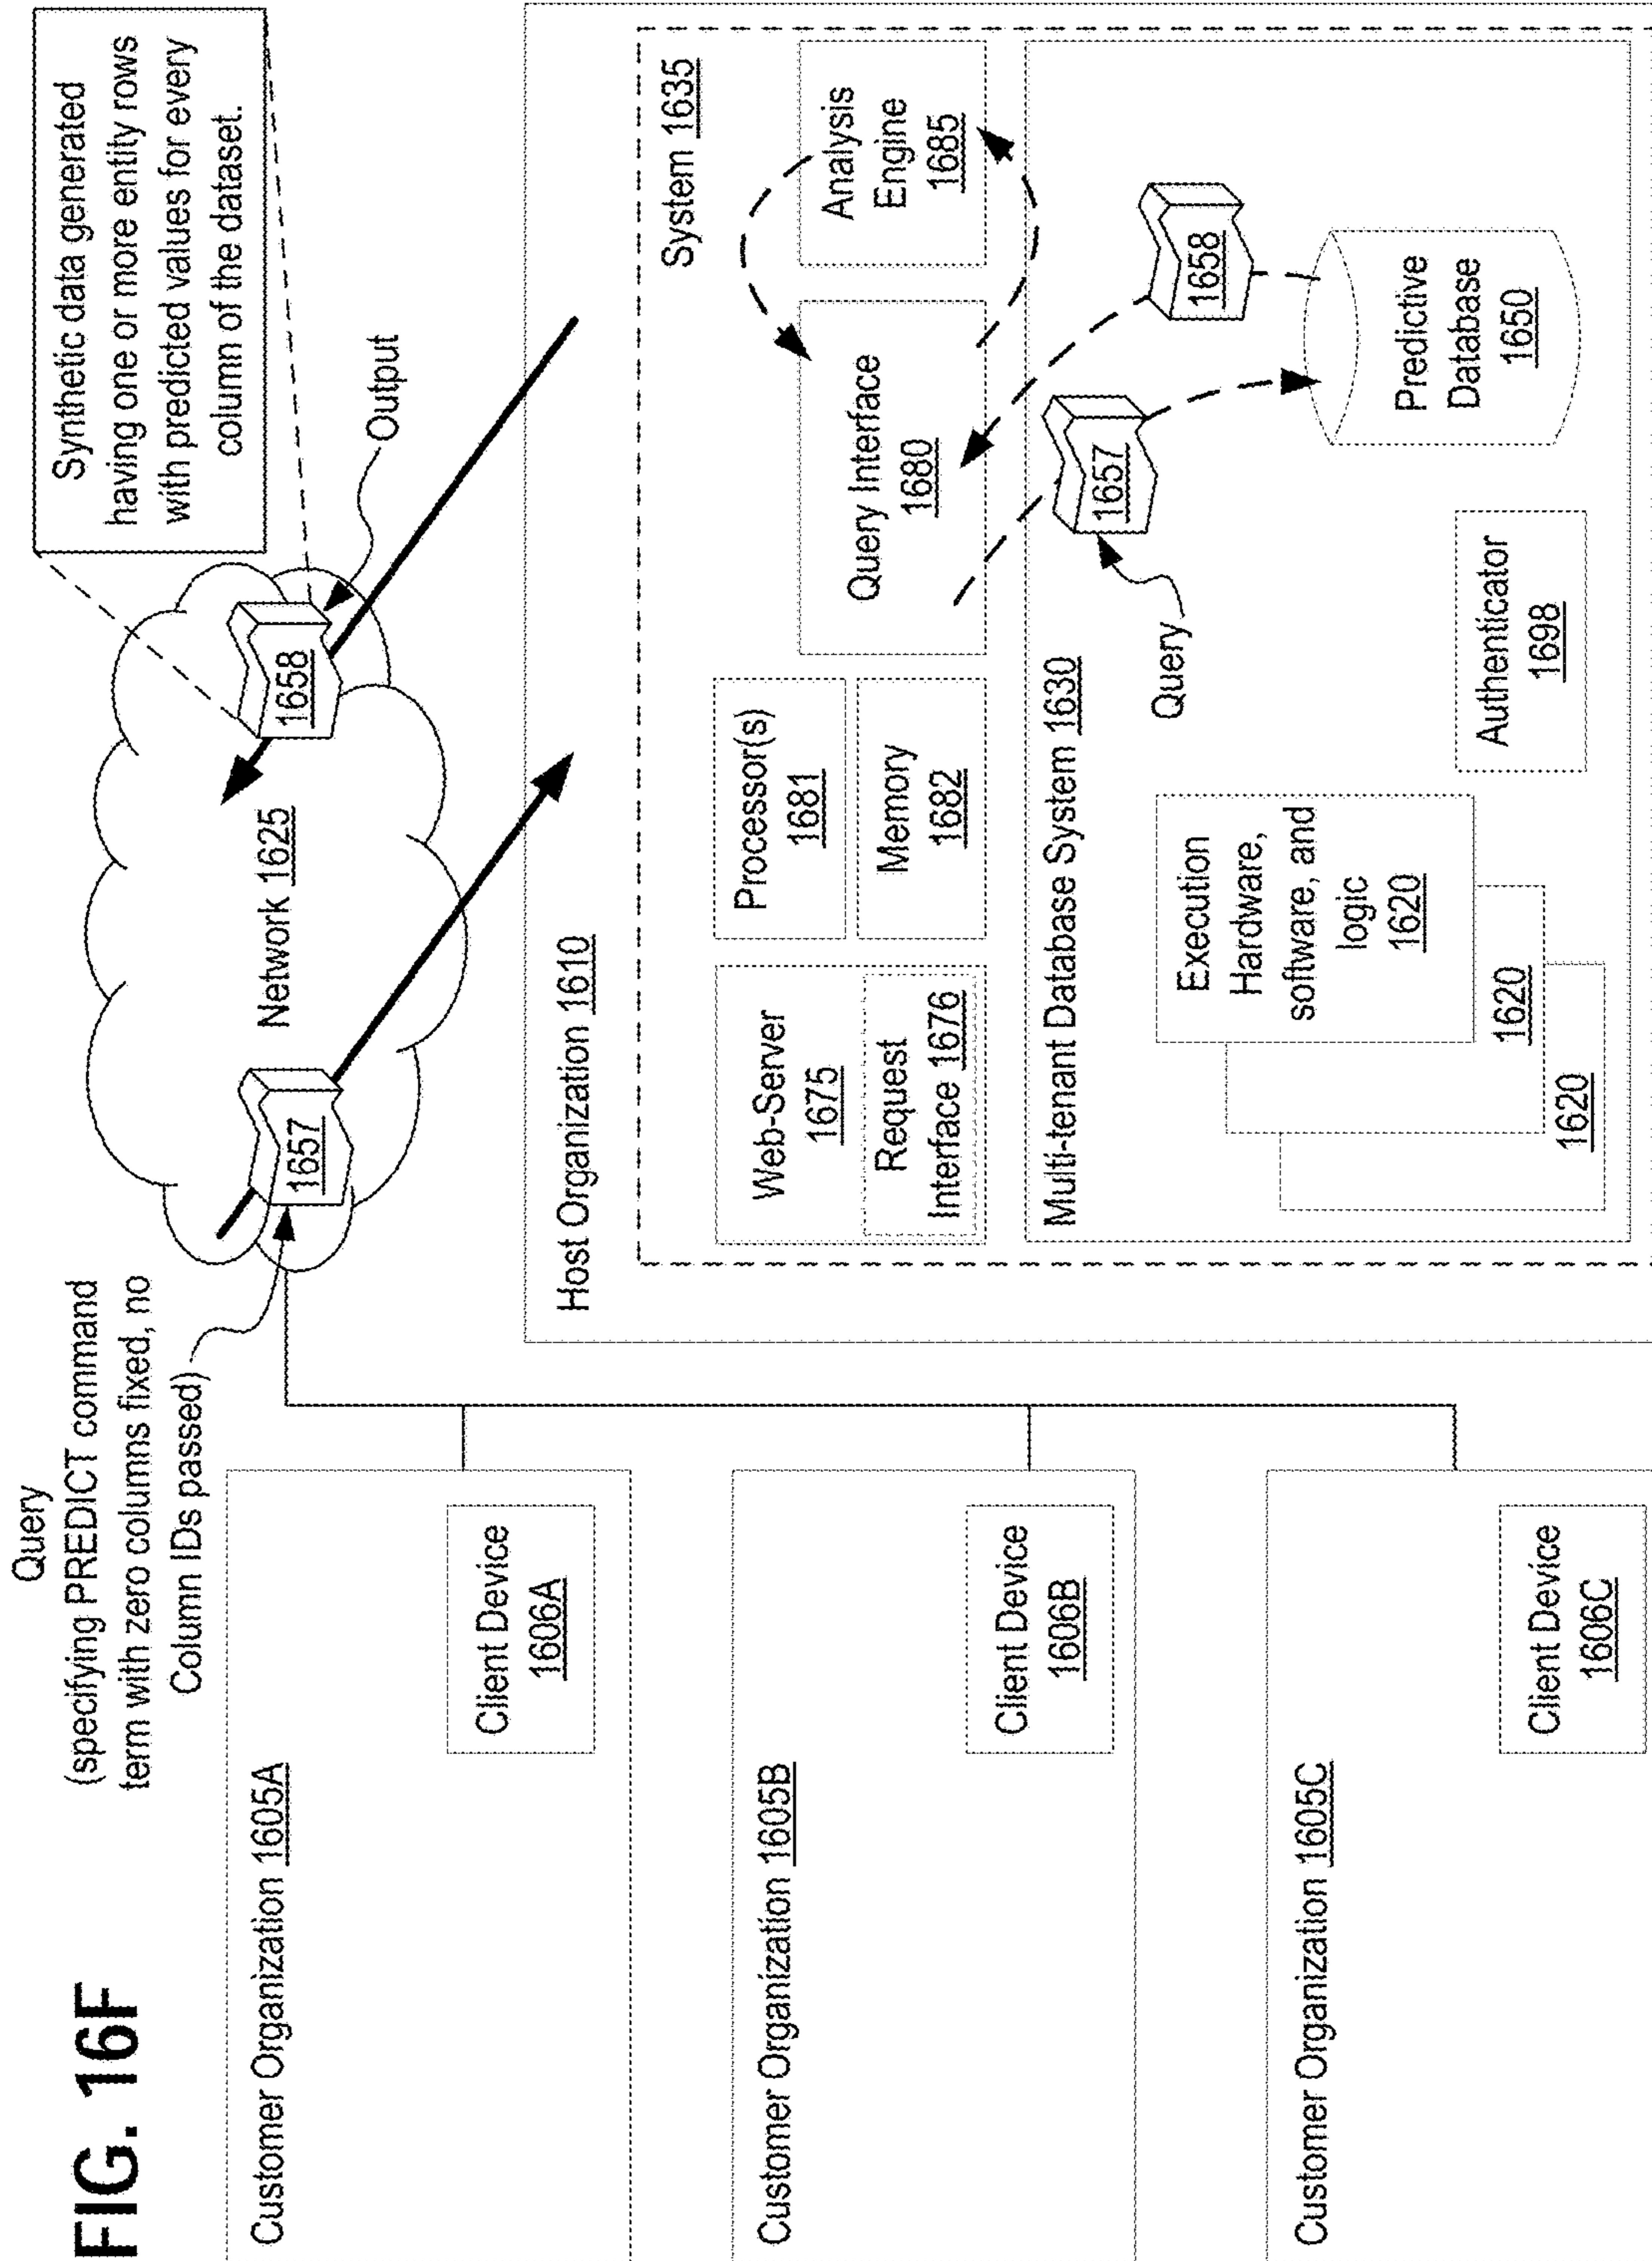 FIG. 16F
Query
(specifying PREDICT command
term with zero columns fixed, no
Column IDs passed)
Customer Organization 1605A
Client Device
1606A
Customer Organization 1605B
Client Device
1606B
Customer Organization 1605C
Client Device
1606C
1657
Network 1625
1658
Output
Synthetic data generated
having one or more entity rows
with predicted values for every
column of the dataset.
Host Organization 1610
System 1635
Web-Server
1675
Request
Interface 1676
Processor(s)
1681
Memory
1682
Query Interface
1680
Analysis
Engine
1685
Multi-tenant Database System 1630
Query
1657
1658
Execution
Hardware,
software, and
logic
1620
1620
1620
Authenticator
1698
Predictive
Database
1650